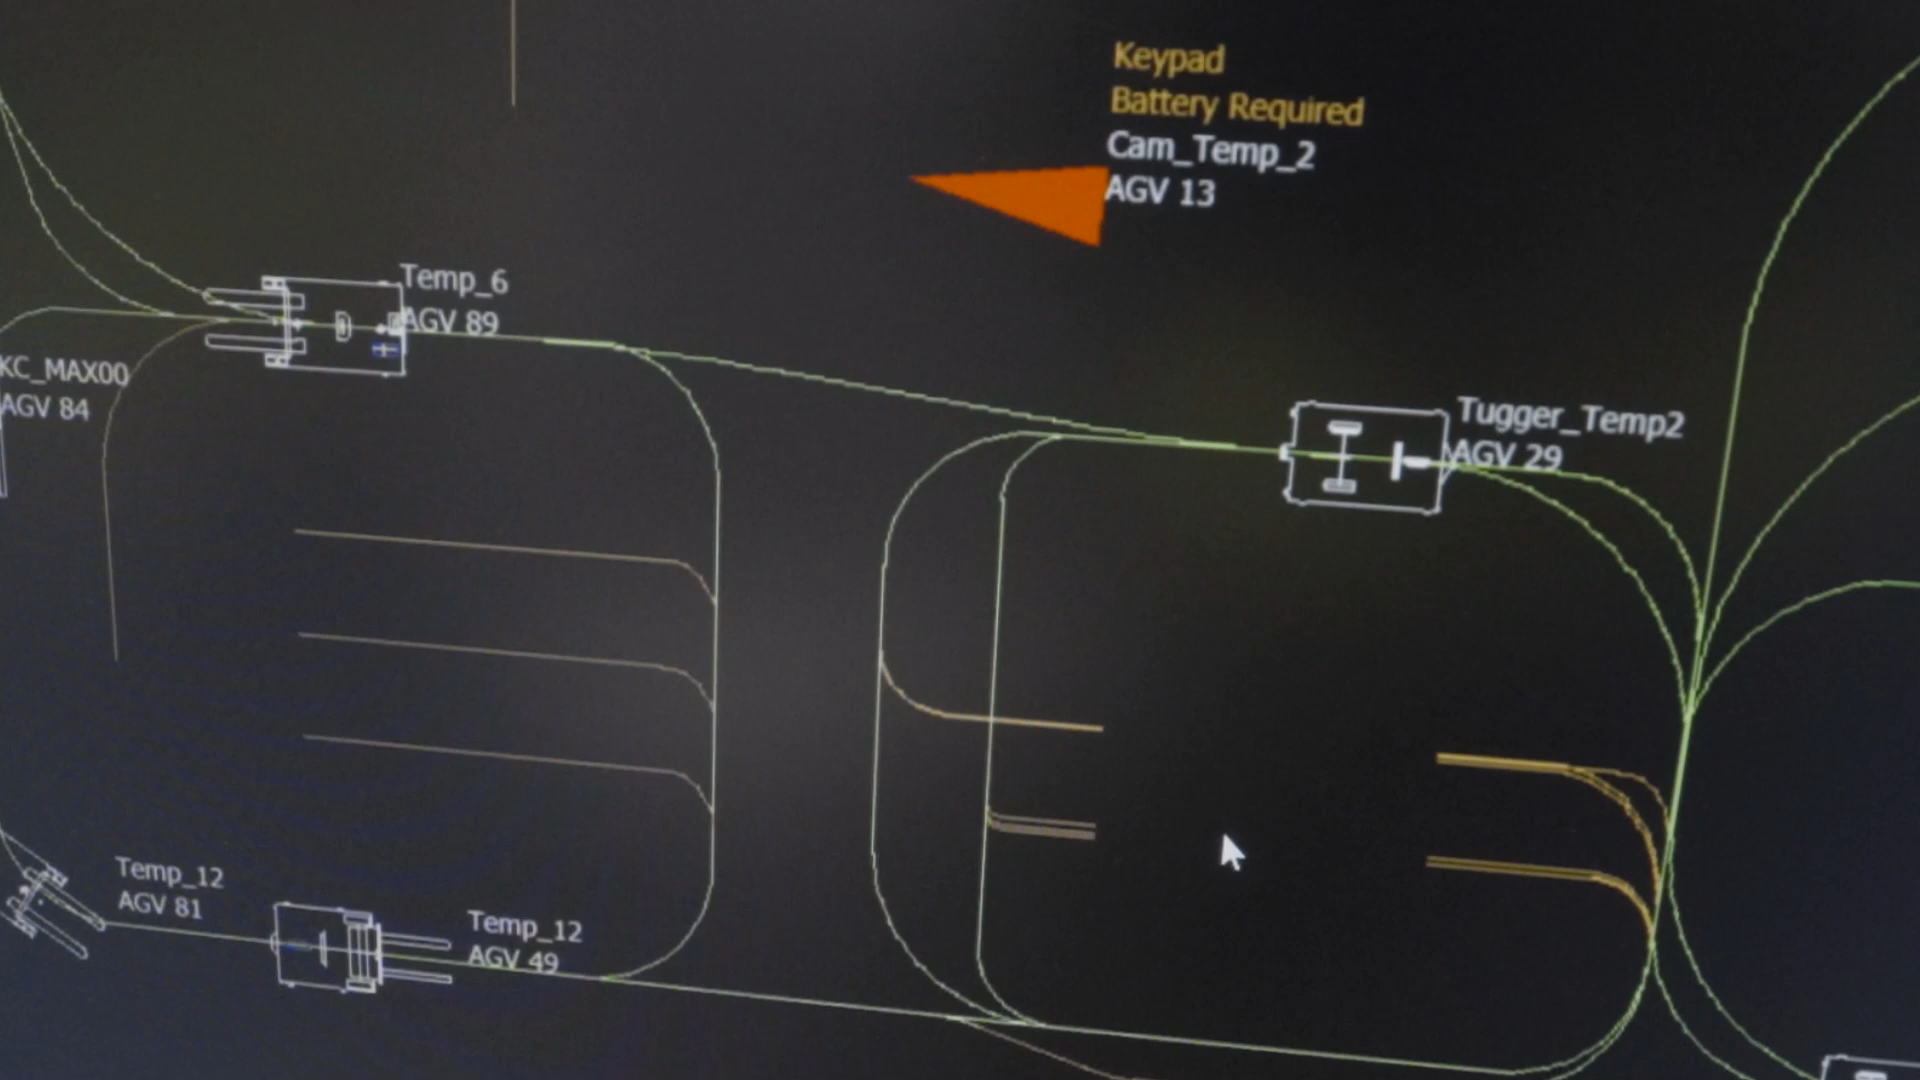 Keypad
Battery Required
Cam_Temp_2
AGV 13
Temp_6
AGV 89
KC_MAX00
AGV 84
Tugger_Temp2
AGV 29
Temp_12
AGV 81
Temp_12
AGV 49